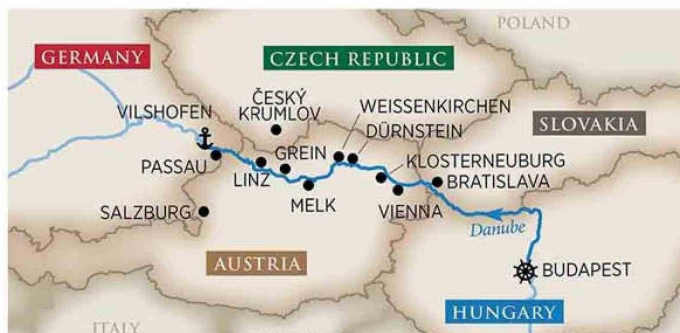 POLAND
GERMANY
CZECH REPUBLIC
ČESKÝ
KRUMLOV
WEISSENKIRCHEN
DÜRNSTEIN
VILSHOFEN
SLOVAKIA
GREIN
KLOSTERNEUBURG
PASSAU
LINZ
BRATISLAVA
MELK
VIENNA
SALZBURG
Danube
AUSTRIA
BUDAPEST
HUNGARY
ITALY